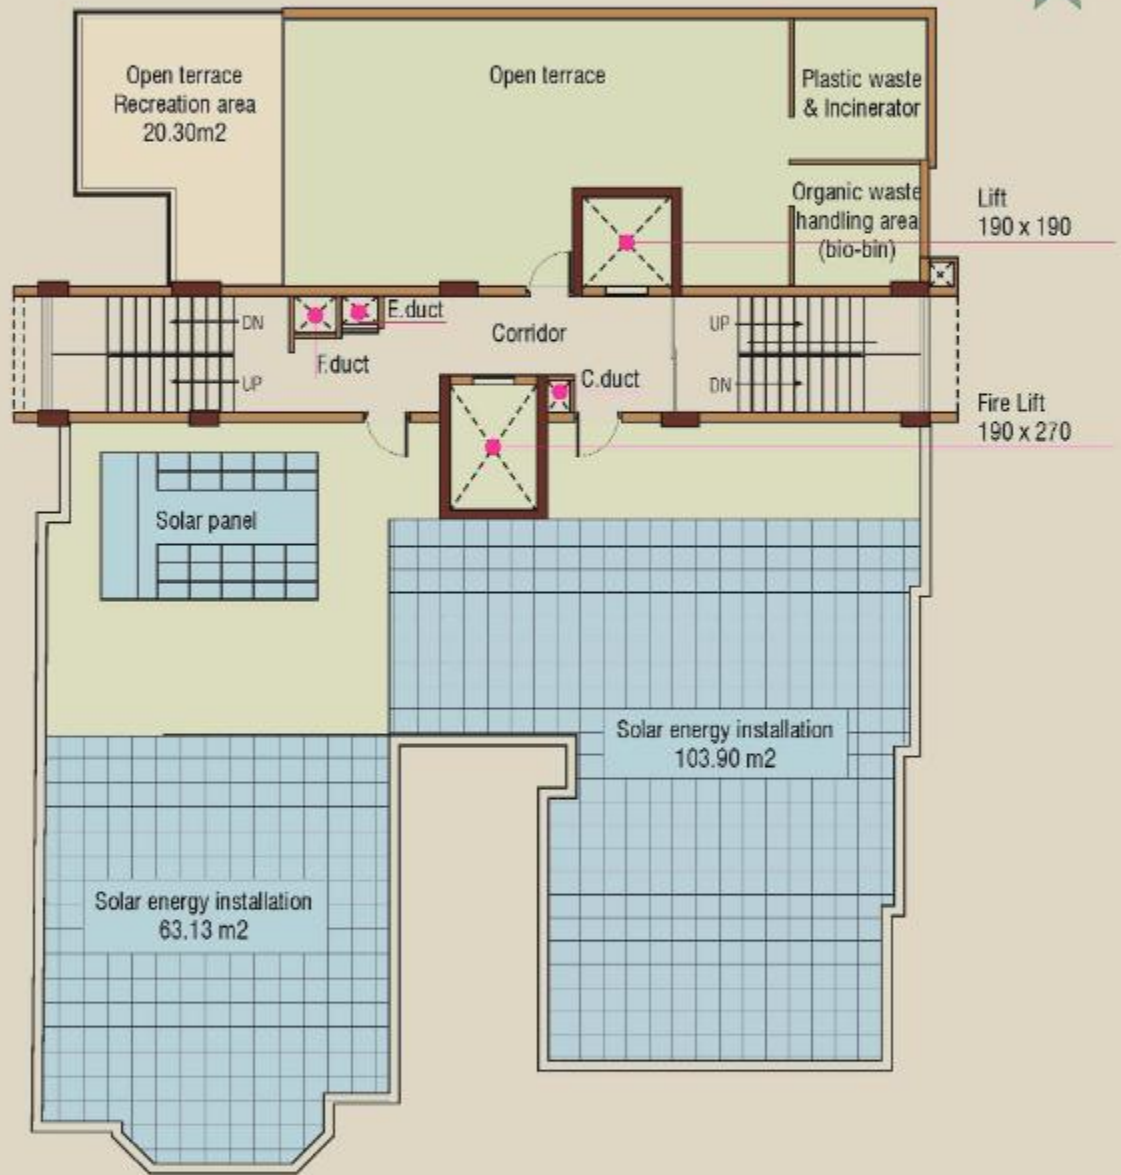 Open terrace
Recreation area
20.30m2
Open terrace
Plastic waste
& Incinerator
Organic waste
handling area
(bio-bin)
Lift
190 x 190
DN
UP
E.duct
F.duct
Corridor
C.duct
UP
DN
Fire Lift
190 x 270
Solar panel
Solar energy installation
103.90 m2
Solar energy installation
63.13 m2